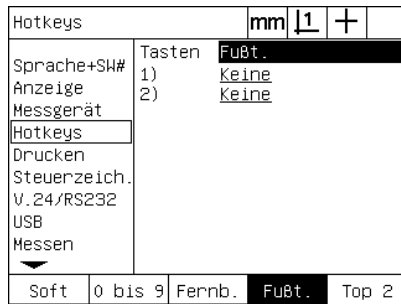 Hotkeys mm 1
Sprache+SW#
Anzeige
Messgerät
Hotkeys
Drucken
Steuerzeich.
V.24/RS232
USB
Messen
Tasten Fußt.
1) Keine
2) Keine
Soft 0 bis 9 Fernb. Fußt. Top 2